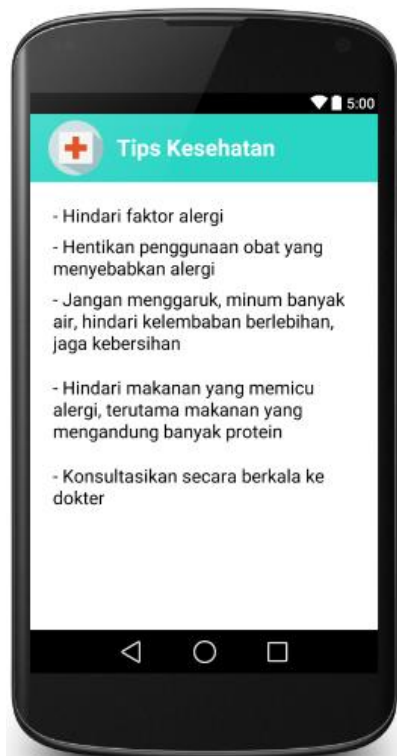 5:00
Tips Kesehatan
- Hindari faktor alergi
- Hentikan penggunaan obat yang
menyebabkan alergi
- Jangan menggaruk, minum banyak
air, hindari kelembaban berlebihan,
jaga kebersihan
- Hindari makanan yang memicu
alergi, terutama makanan yang
mengandung banyak protein
- Konsultasikan secara berkala ke
dokter